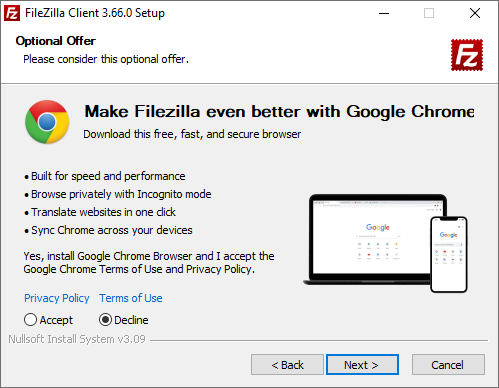 FileZilla Client 3.66.0 Setup
Optional Offer
Please consider this optional offer.
Make Filezilla even better with Google Chrome
Download this free, fast, and secure browser
• Built for speed and performance
• Browse privately with Incognito mode
• Translate websites in one click
• Sync Chrome across your devices
Yes, install Google Chrome Browser and I accept the
Google Chrome Terms of Use and Privacy Policy.
Privacy Policy Terms of Use
Accept Decline
Google
Google
Nullsoft Install System v3.09
< Back Next > Cancel